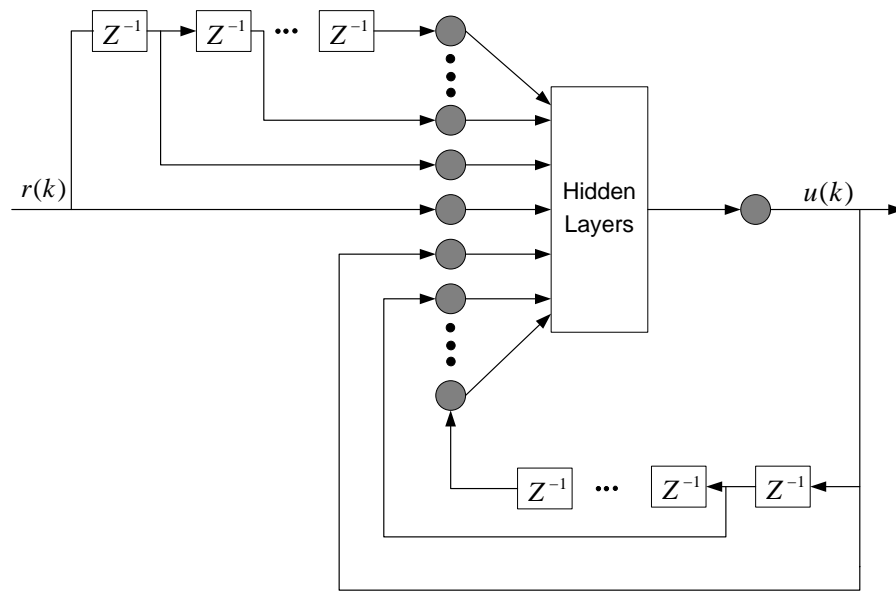 Z⁻¹ Z⁻¹ ••• Z⁻¹
r(k)
Hidden
Layers
u(k)
Z⁻¹ ••• Z⁻¹ Z⁻¹